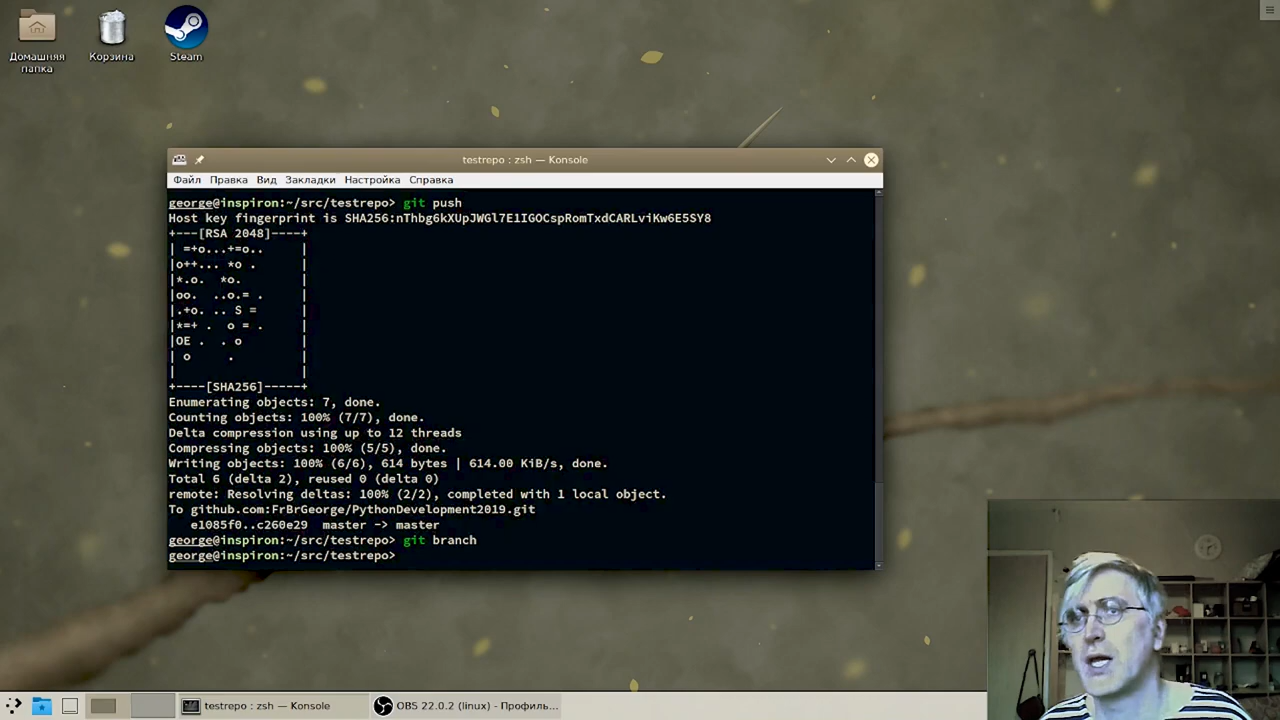 Домашняя
папка
Корзина
Steam
testrepo : zsh — Konsole
Файл Правка Вид Закладки Настройка Справка
george@inspiron:~/src/testrepo> git push
Host key fingerprint is SHA256:nThbg6kXUpJWGl7E1IGOCspRomTxdCARLviKw6E5SY8
+---[RSA 2048]----+
| =+o...+=o..     |
|o++... *o .      |
|*.o.  *o.        |
|oo.  ..o.= .     |
|.+o. .. S =      |
|*=+ .  o = .     |
|OE .  . o        |
| o     .         |
|                 |
+----[SHA256]-----+
Enumerating objects: 7, done.
Counting objects: 100% (7/7), done.
Delta compression using up to 12 threads
Compressing objects: 100% (5/5), done.
Writing objects: 100% (6/6), 614 bytes | 614.00 KiB/s, done.
Total 6 (delta 2), reused 0 (delta 0)
remote: Resolving deltas: 100% (2/2), completed with 1 local object.
To github.com:FrBrGeorge/PythonDevelopment2019.git
   e1085f0..c260e29  master -> master
george@inspiron:~/src/testrepo> git branch
george@inspiron:~/src/testrepo>
testrepo : zsh — Konsole
OBS 22.0.2 (linux) - Профиль...